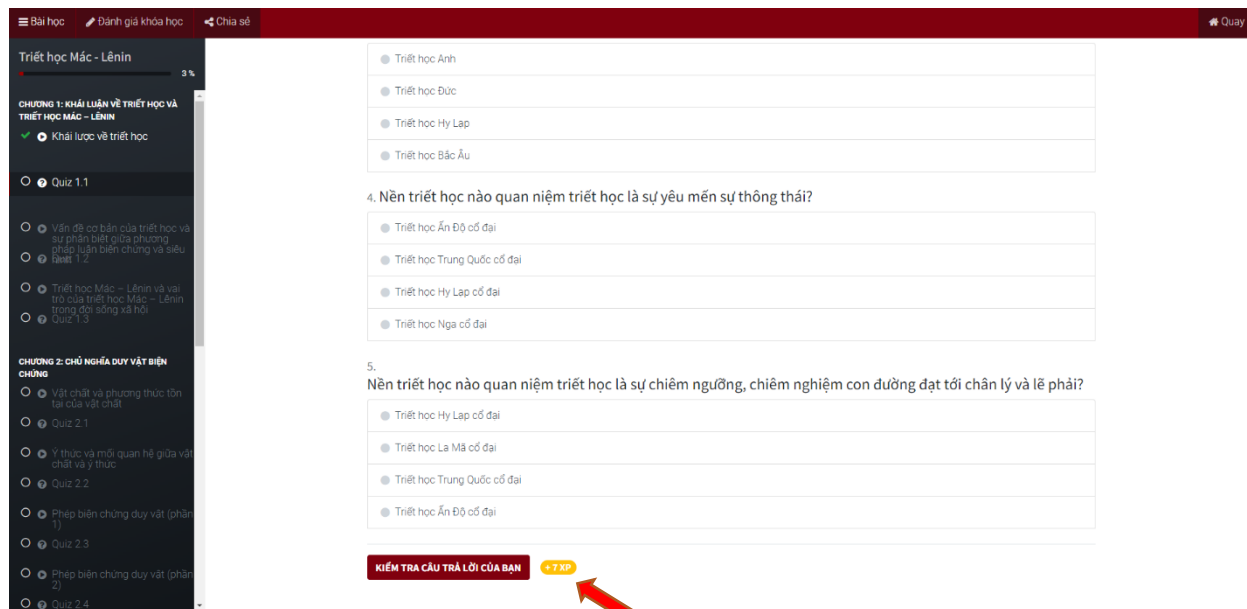 Bài học
Đánh giá khóa học
Chia sẻ
Quay
Triết học Mác - Lênin
3 %
CHƯƠNG 1: KHÁI LUẬN VỀ TRIẾT HỌC VÀ
TRIẾT HỌC MÁC – LÊNIN
Khái lược về triết học
Quiz 1.1
Vấn đề cơ bản của triết học và
sự phân biệt giữa phương
pháp luận biện chứng và siêu
hình
Quiz 1.2
Triết học Mác – Lênin và vai
trò của triết học Mác – Lênin
trong đời sống xã hội
Quiz 1.3
CHƯƠNG 2: CHỦ NGHĨA DUY VẬT BIỆN
CHỨNG
Vật chất và phương thức tồn
tại của vật chất
Quiz 2.1
Ý thức và mối quan hệ giữa vật
chất và ý thức
Quiz 2.2
Phép biện chứng duy vật (phần
1)
Quiz 2.3
Phép biện chứng duy vật (phần
2)
Quiz 2.4
Triết học Anh
Triết học Đức
Triết học Hy Lạp
Triết học Bắc Âu
4. Nền triết học nào quan niệm triết học là sự yêu mến sự thông thái?
Triết học Ấn Độ cổ đại
Triết học Trung Quốc cổ đại
Triết học Hy Lạp cổ đại
Triết học Nga cổ đại
5.
Nền triết học nào quan niệm triết học là sự chiêm ngưỡng, chiêm nghiệm con đường đạt tới chân lý và lẽ phải?
Triết học Hy Lạp cổ đại
Triết học La Mã cổ đại
Triết học Trung Quốc cổ đại
Triết học Ấn Độ cổ đại
KIỂM TRA CÂU TRẢ LỜI CỦA BẠN
+ 7 XP